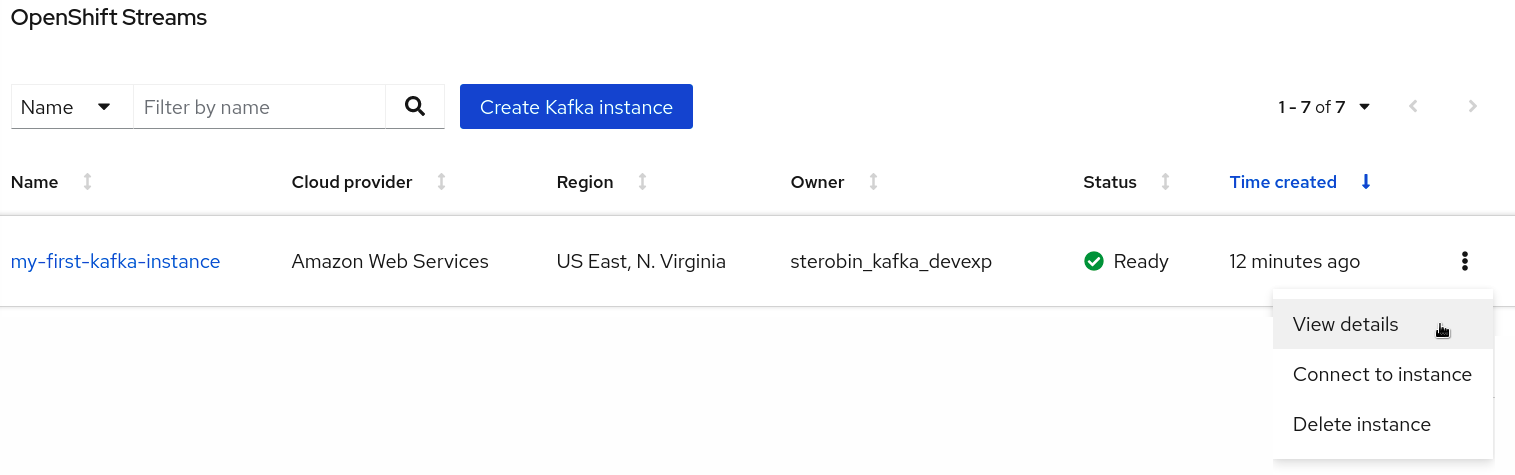 OpenShift Streams
Name Filter by name Create Kafka instance 1 - 7 of 7
Name Cloud provider Region Owner Status Time created
my-first-kafka-instance Amazon Web Services US East, N. Virginia sterobin_kafka_devexp Ready 12 minutes ago
View details
Connect to instance
Delete instance